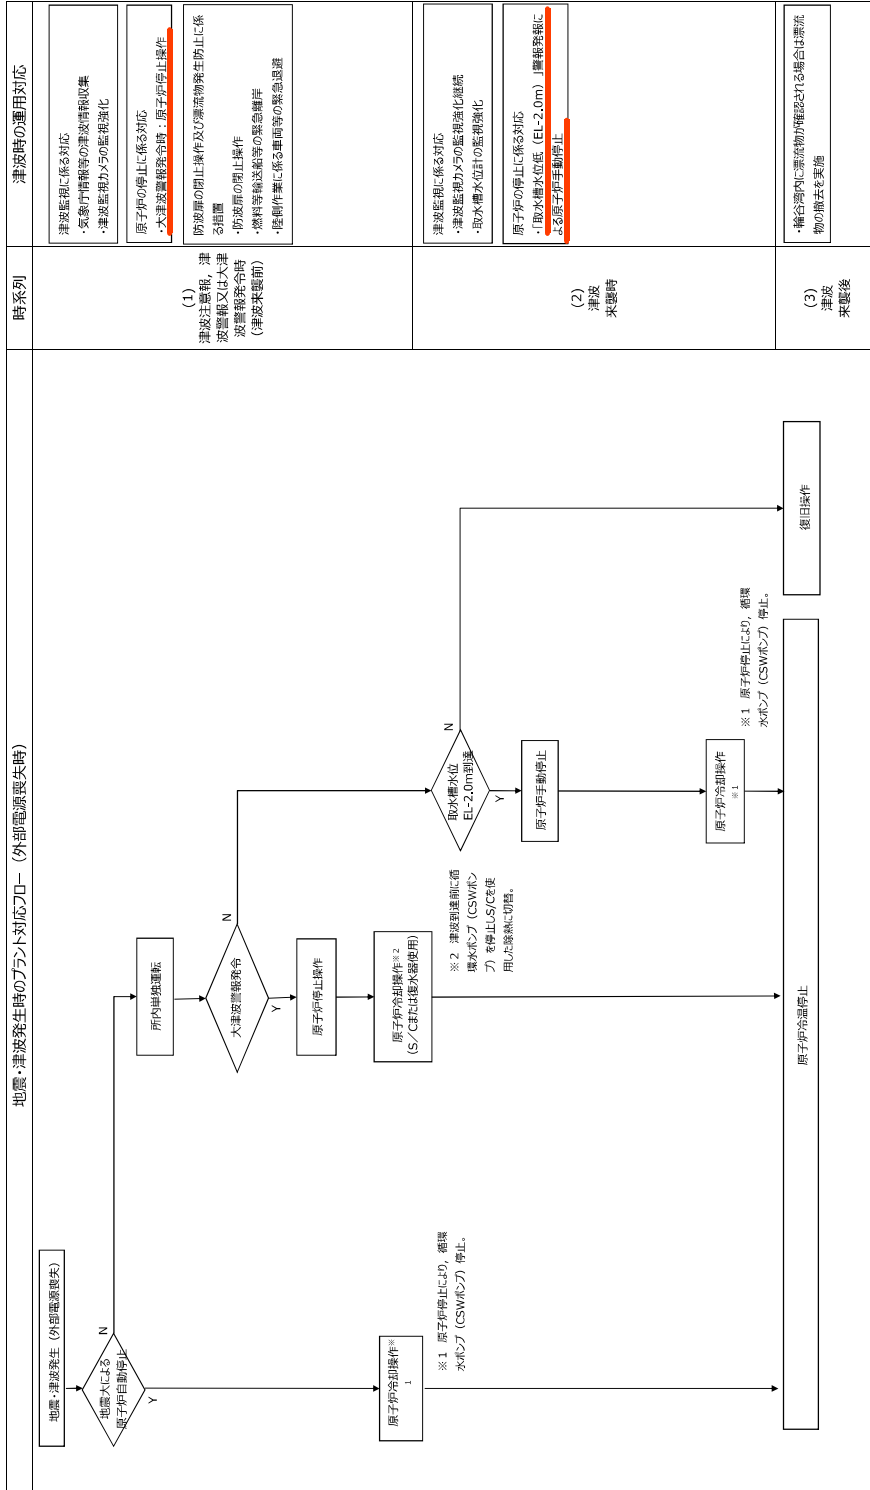 地震・津波発生時のプラント対応フロー（外部電源喪失時）
時系列
津波時の運用対応
地震・津波発生（外部電源喪失）
地震大による
原子炉自動停止
N
Y
所内単独運転
大津波警報発令
N
Y
原子炉停止操作
原子炉冷却操作※2
（S／Cまたは復水器使用）
※２ 津波到達前に循
環水ポンプ（CSWポン
プ）を停止しS/Cを使
用した除熱に切替。
原子炉冷却操作※
1
※１ 原子炉停止により，循環
水ポンプ（CSWポンプ）停止。
取水槽水位
EL-2.0m到達
N
Y
原子炉手動停止
原子炉冷却操作
※１
※１ 原子炉停止により，循環
水ポンプ（CSWポンプ）停止。
原子炉冷温停止
復旧操作
（1）
津波注意報，津
波警報又は大津
波警報発令時
（津波来襲前）
津波監視に係る対応
・気象庁情報等の津波情報収集
・津波監視カメラの監視強化
原子炉の停止に係る対応
・大津波警報発令時：原子炉停止操作
防波扉の閉止操作及び漂流物発生防止に係
る措置
・防波扉の閉止操作
・燃料等輸送船等の緊急離岸
・陸側作業に係る車両等の緊急退避
（2）
津波
来襲時
津波監視に係る対応
・津波監視カメラの監視強化継続
・取水槽水位計の監視強化
原子炉の停止に係る対応
・「取水槽水位低（EL-2.0m）」警報発報に
よる原子炉手動停止
（3）
津波
来襲後
・輪谷湾内に漂流物が確認される場合は漂流
物の撤去を実施